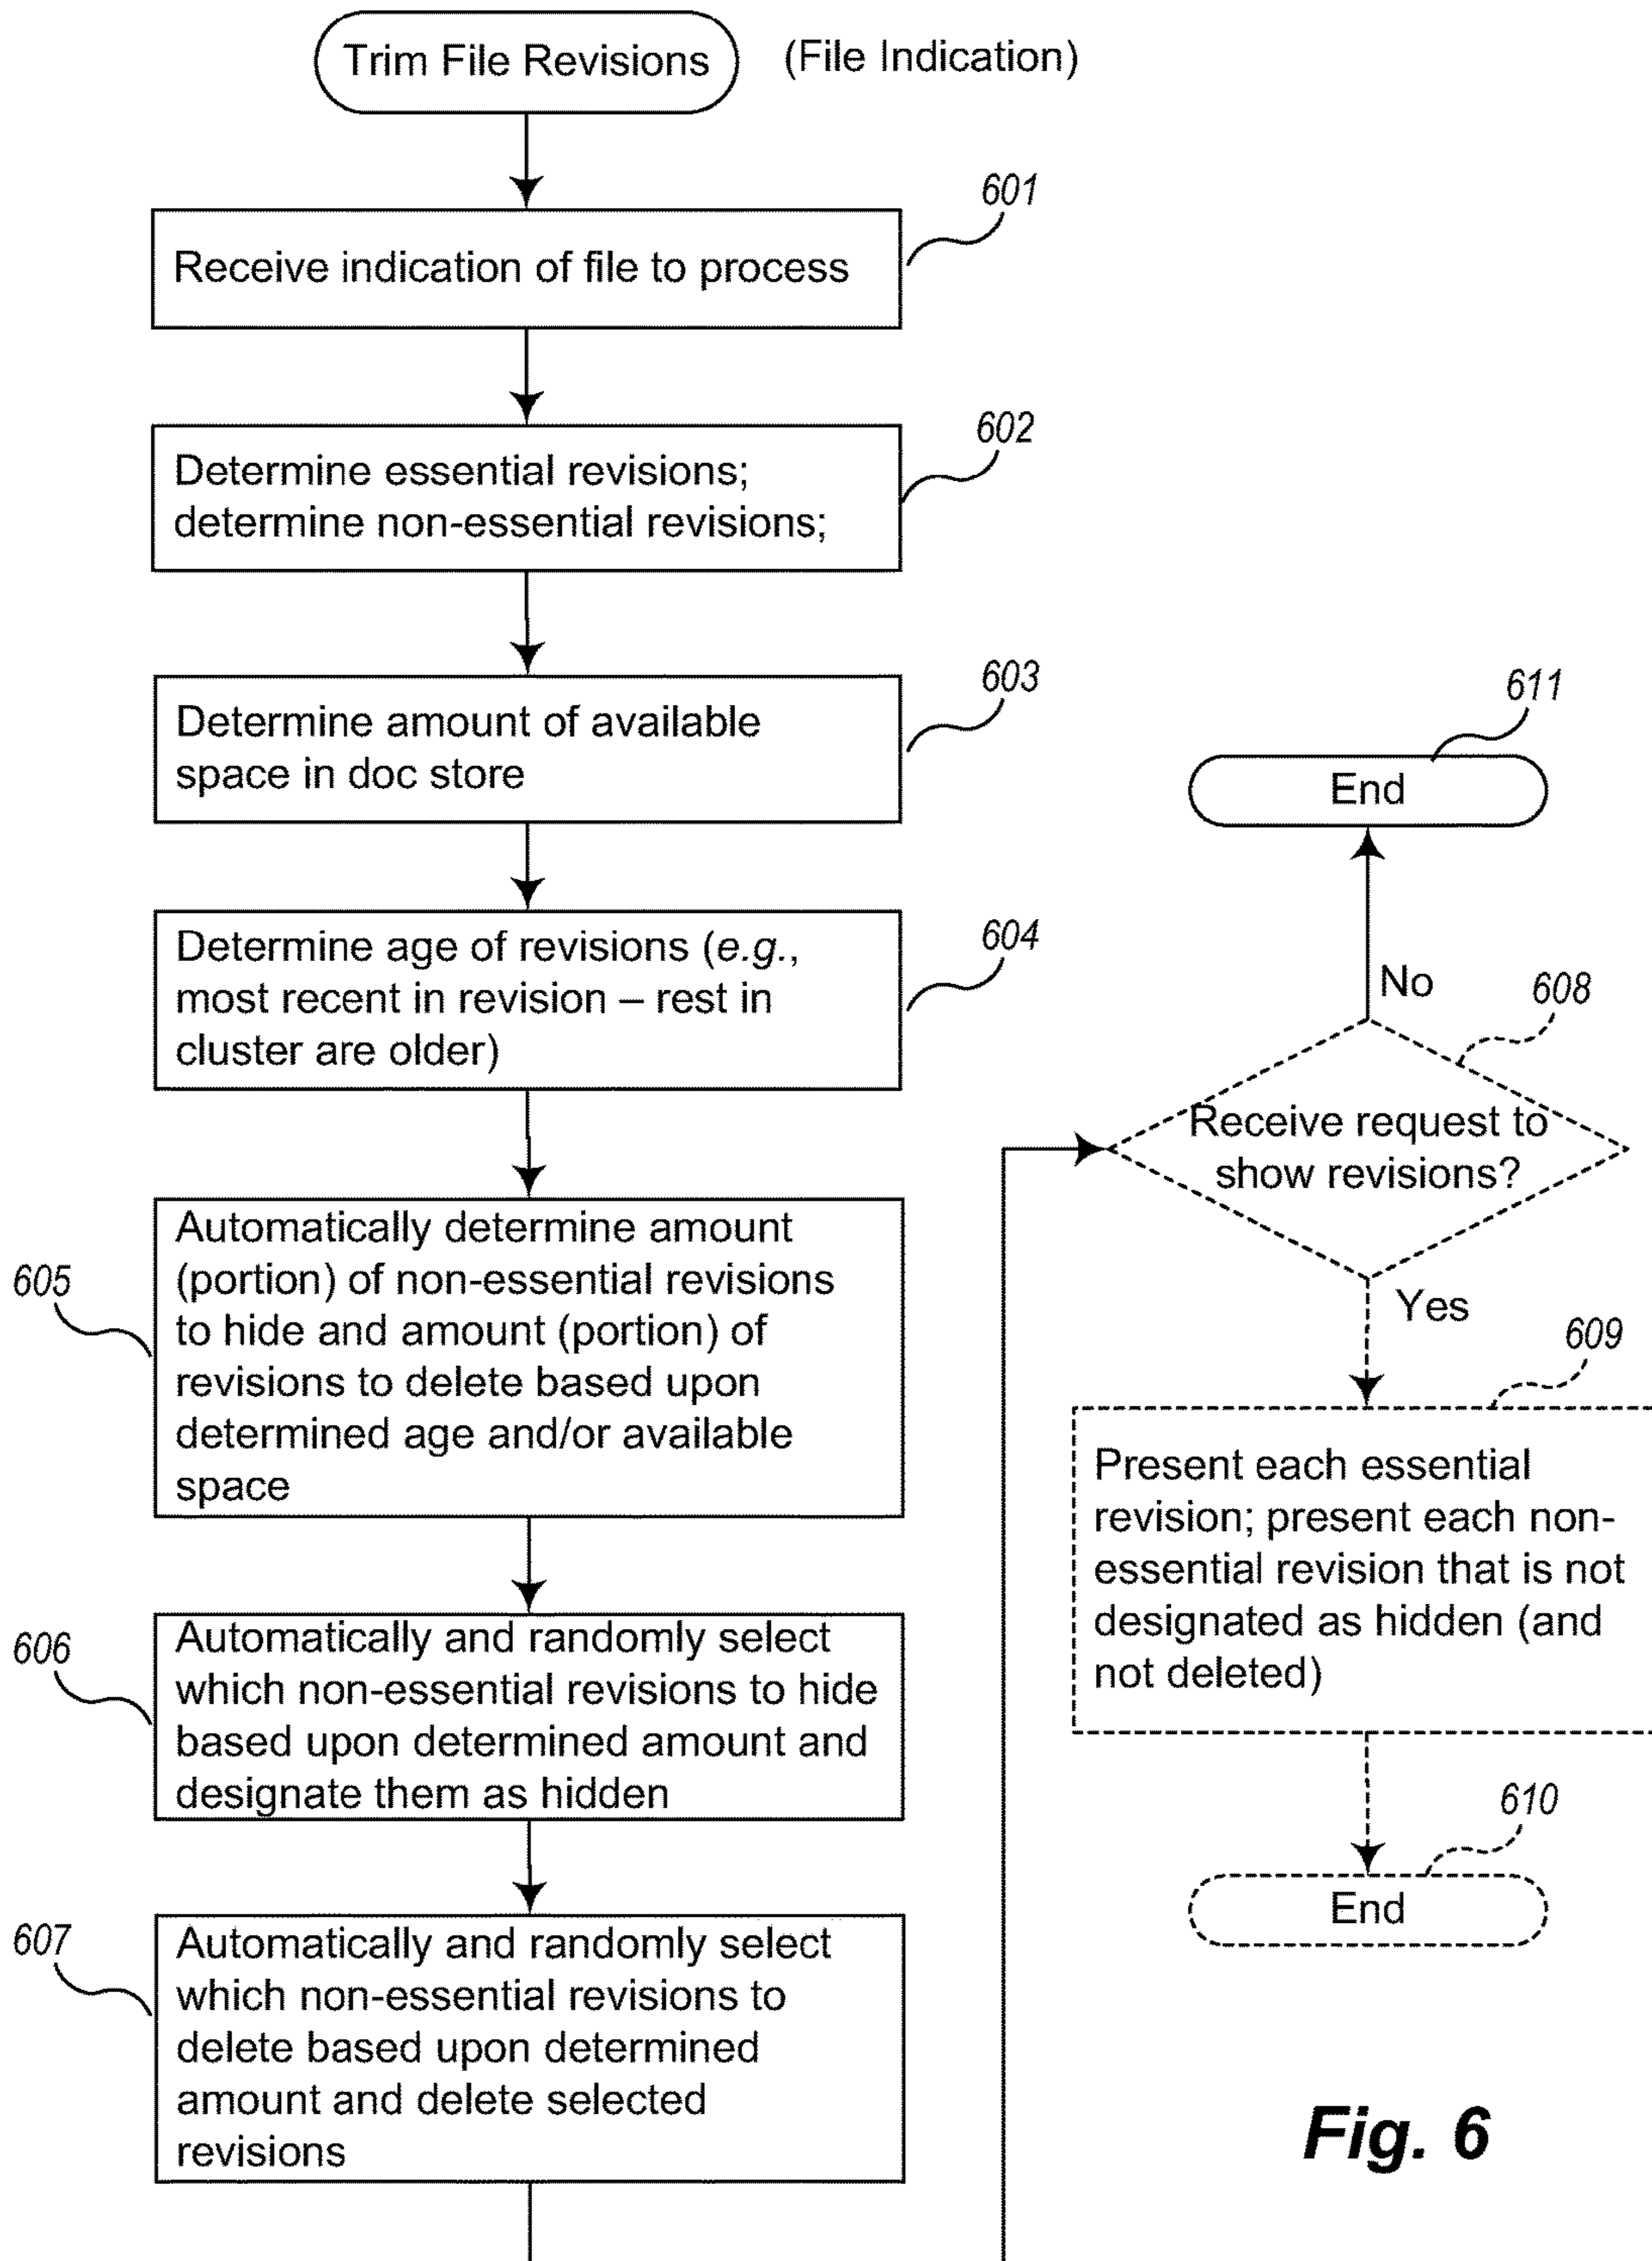 Trim File Revisions
(File Indication)
601
Receive indication of file to process
602
Determine essential revisions;
determine non-essential revisions;
603
Determine amount of available
space in doc store
604
Determine age of revisions (e.g.,
most recent in revision – rest in
cluster are older)
605
Automatically determine amount
(portion) of non-essential revisions
to hide and amount (portion) of
revisions to delete based upon
determined age and/or available
space
606
Automatically and randomly select
which non-essential revisions to hide
based upon determined amount and
designate them as hidden
607
Automatically and randomly select
which non-essential revisions to
delete based upon determined
amount and delete selected
revisions
611
End
No
608
Receive request to
show revisions?
Yes
609
Present each essential
revision; present each non-
essential revision that is not
designated as hidden (and
not deleted)
610
End
Fig. 6